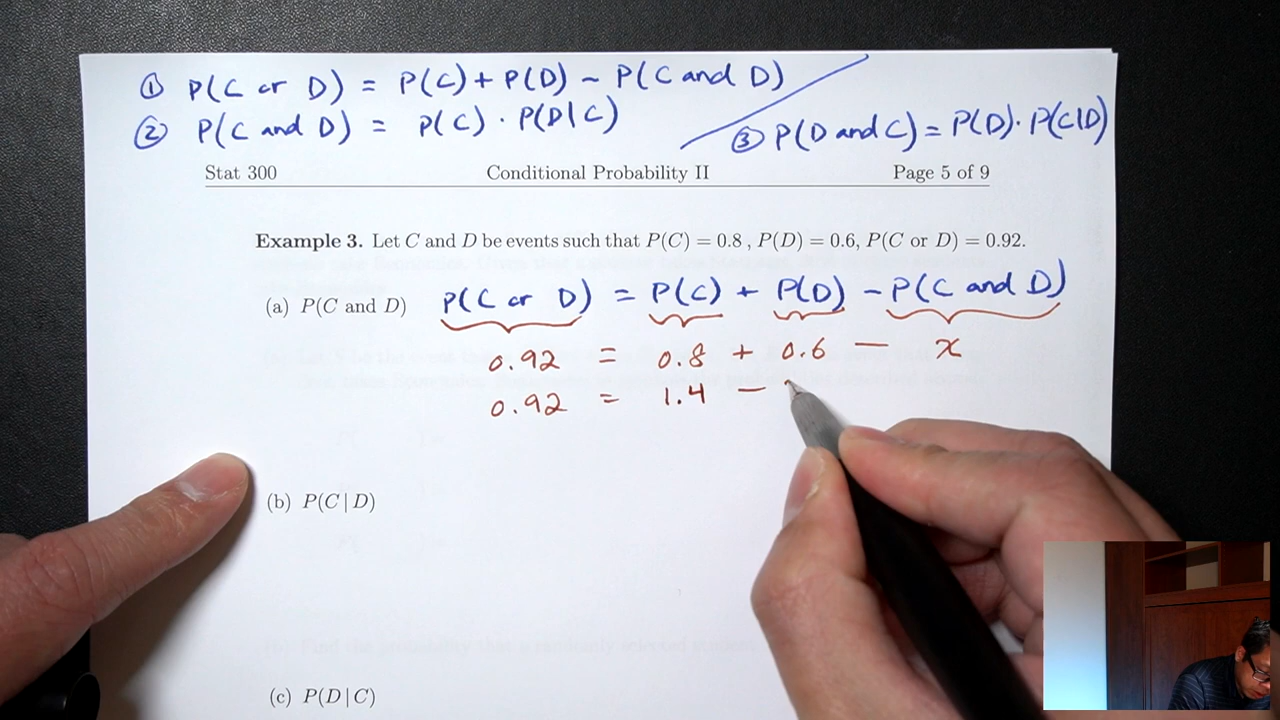 ① P(C or D) = P(C) + P(D) - P(C and D)
② P(C and D) = P(C) · P(D|C)
③ P(D and C) = P(D) · P(C|D)
Stat 300 Conditional Probability II Page 5 of 9
Example 3. Let C and D be events such that P(C) = 0.8 , P(D) = 0.6, P(C or D) = 0.92.
(a) P(C and D) P(C or D) = P(C) + P(D) - P(C and D)
0.92 = 0.8 + 0.6 - x
0.92 = 1.4 -
(b) P(C | D)
(c) P(D | C)